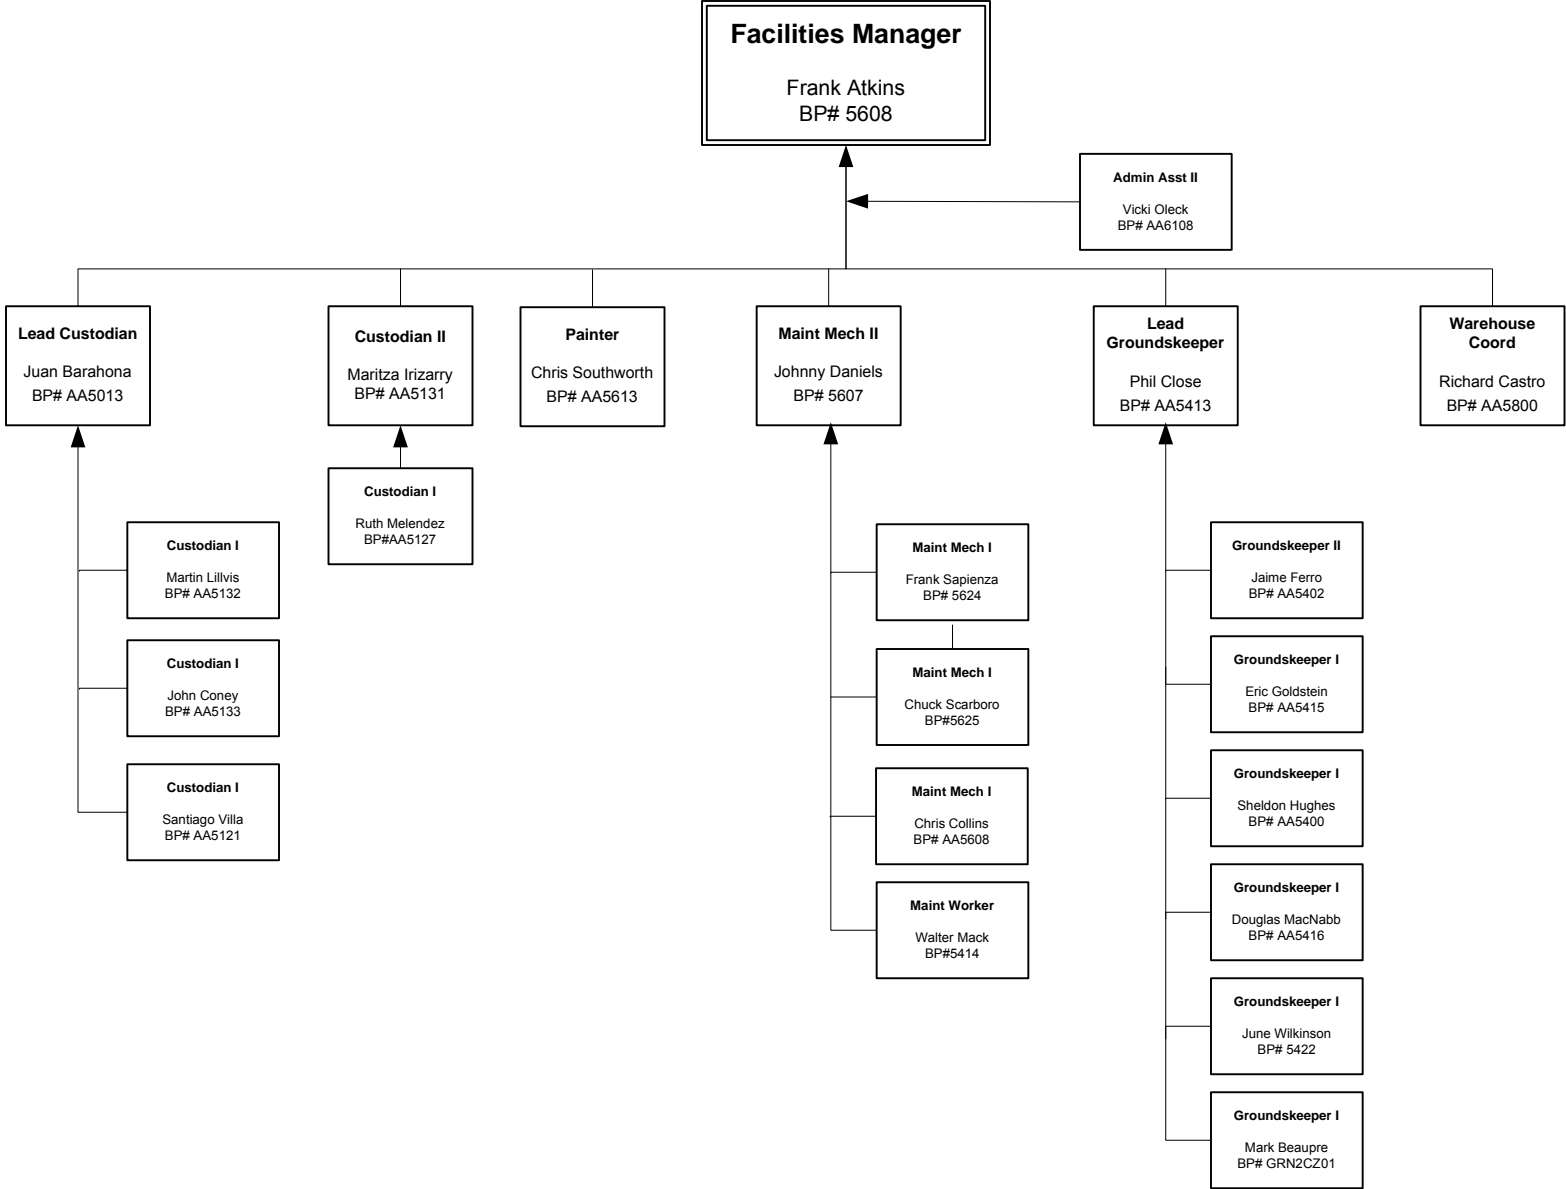 Facilities Manager
Frank Atkins
BP# 5608
Admin Asst II
Vicki Oleck
BP# AA6108
Lead Custodian
Juan Barahona
BP# AA5013
Custodian II
Maritza Irizarry
BP# AA5131
Painter
Chris Southworth
BP# AA5613
Maint Mech II
Johnny Daniels
BP# 5607
Lead
Groundskeeper
Phil Close
BP# AA5413
Warehouse
Coord
Richard Castro
BP# AA5800
Custodian I
Martin Lillvis
BP# AA5132
Custodian I
John Coney
BP# AA5133
Custodian I
Santiago Villa
BP# AA5121
Custodian I
Ruth Melendez
BP#AA5127
Maint Mech I
Frank Sapienza
BP# 5624
Maint Mech I
Chuck Scarboro
BP#5625
Maint Mech I
Chris Collins
BP# AA5608
Maint Worker
Walter Mack
BP#5414
Groundskeeper II
Jaime Ferro
BP# AA5402
Groundskeeper I
Eric Goldstein
BP# AA5415
Groundskeeper I
Sheldon Hughes
BP# AA5400
Groundskeeper I
Douglas MacNabb
BP# AA5416
Groundskeeper I
June Wilkinson
BP# 5422
Groundskeeper I
Mark Beaupre
BP# GRN2CZ01